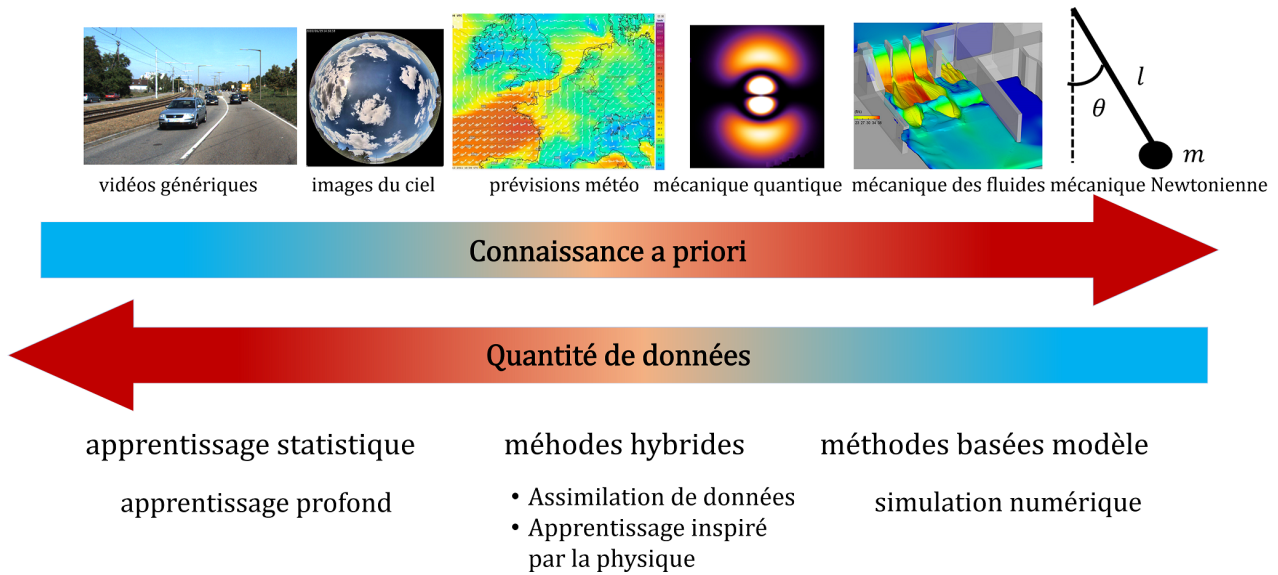 θ
l
m
vidéos génériques
images du ciel
prévisions météo
mécanique quantique
mécanique des fluides
mécanique Newtonienne
Connaissance a priori
Quantité de données
apprentissage statistique
apprentissage profond
méhodes hybrides
• Assimilation de données
• Apprentissage inspiré
par la physique
méthodes basées modèle
simulation numérique